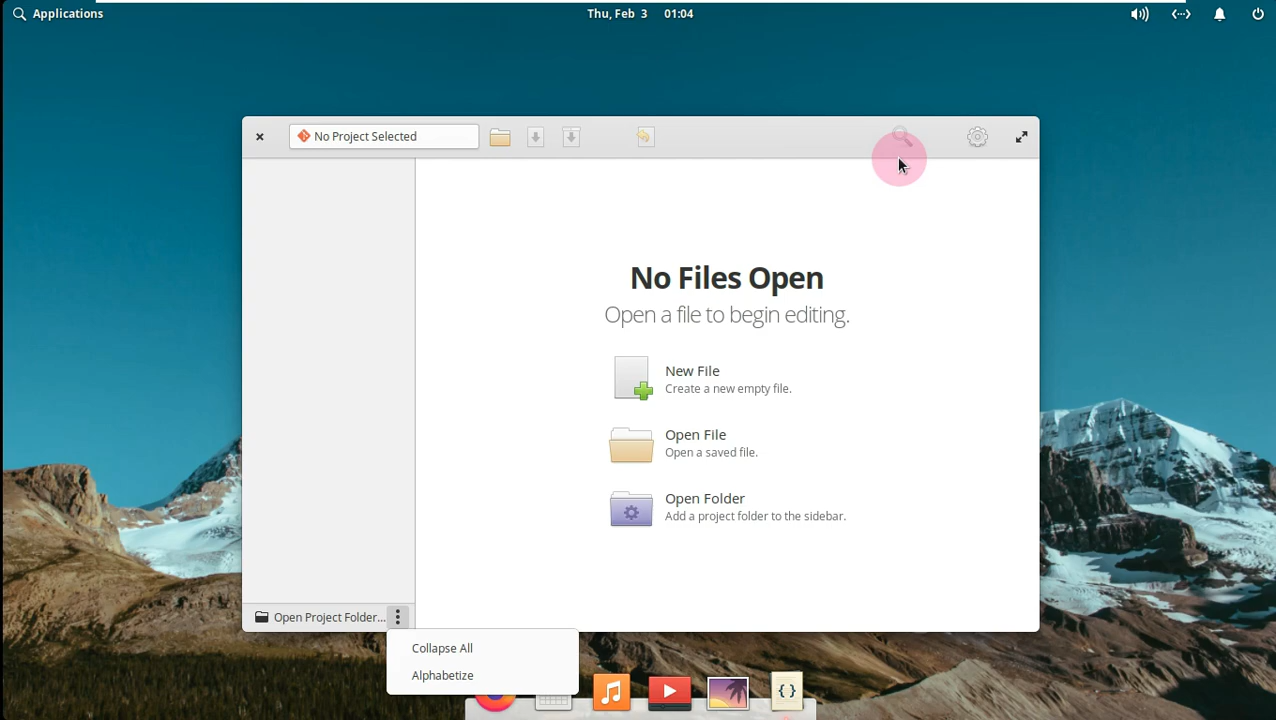 Applications
Thu, Feb 3 01:04
No Project Selected
No Files Open
Open a file to begin editing.
New File
Create a new empty file.
Open File
Open a saved file.
Open Folder
Add a project folder to the sidebar.
Open Project Folder...
Collapse All
Alphabetize